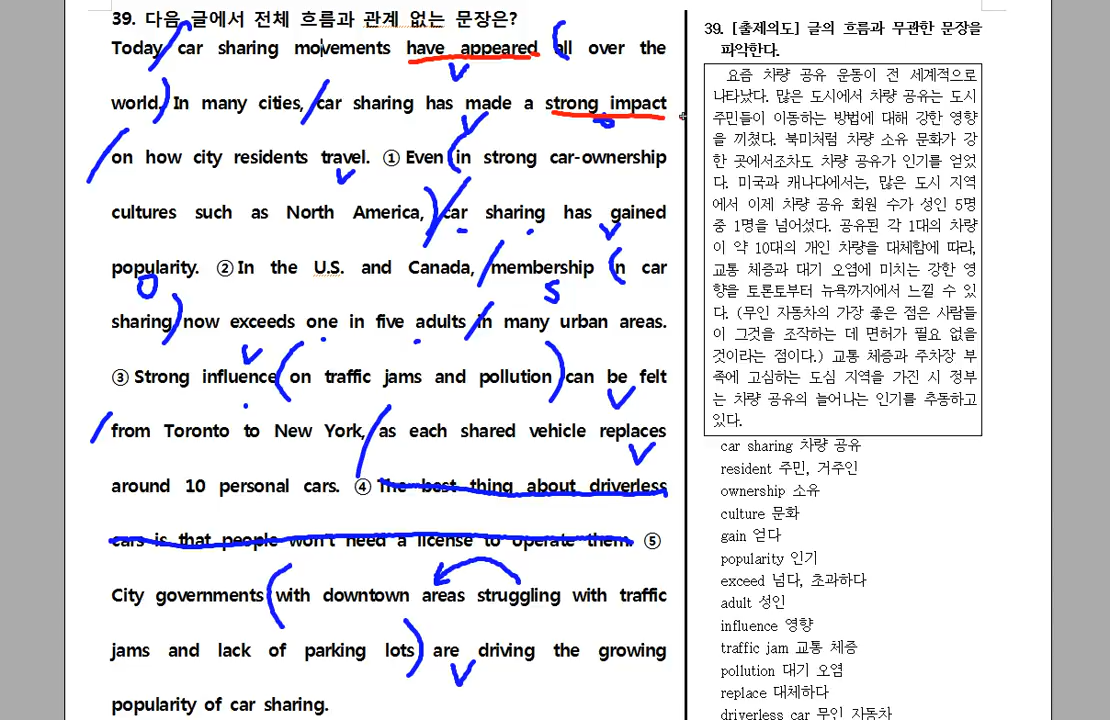 39. 다음 글에서 전체 흐름과 관계 없는 문장은?
Today car sharing movements have appeared all over the
world. In many cities, car sharing has made a strong impact
on how city residents travel. ① Even in strong car-ownership
cultures such as North America, car sharing has gained
popularity. ② In the U.S. and Canada, membership in car
sharing now exceeds one in five adults in many urban areas.
③ Strong influence on traffic jams and pollution can be felt
from Toronto to New York, as each shared vehicle replaces
around 10 personal cars. ④ The best thing about driverless
cars is that people won't need a license to operate them. ⑤
City governments with downtown areas struggling with traffic
jams and lack of parking lots are driving the growing
popularity of car sharing.
39. [출제의도] 글의 흐름과 무관한 문장을
파악한다.
요즘 차량 공유 운동이 전 세계적으로
나타났다. 많은 도시에서 차량 공유는 도시
주민들이 이동하는 방법에 대해 강한 영향
을 끼쳤다. 북미처럼 차량 소유 문화가 강
한 곳에서조차도 차량 공유가 인기를 얻었
다. 미국과 캐나다에서는, 많은 도시 지역
에서 이제 차량 공유 회원 수가 성인 5명
중 1명을 넘어섰다. 공유된 각 1대의 차량
이 약 10대의 개인 차량을 대체함에 따라,
교통 체증과 대기 오염에 미치는 강한 영
향을 토론토부터 뉴욕까지에서 느낄 수 있
다. (무인 자동차의 가장 좋은 점은 사람들
이 그것을 조작하는 데 면허가 필요 없을
것이라는 점이다.) 교통 체증과 주차장 부
족에 고심하는 도심 지역을 가진 시 정부
는 차량 공유의 늘어나는 인기를 추동하고
있다.
car sharing 차량 공유
resident 주민, 거주인
ownership 소유
culture 문화
gain 얻다
popularity 인기
exceed 넘다, 초과하다
adult 성인
influence 영향
traffic jam 교통 체증
pollution 대기 오염
replace 대체하다
driverless car 무인 자동차